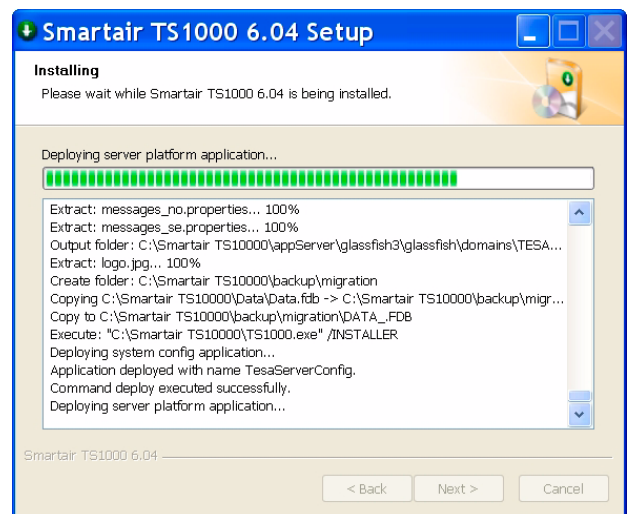 Smartair TS1000 6.04 Setup
Installing
Please wait while Smartair TS1000 6.04 is being installed.
Deploying server platform application...
Extract: messages_no.properties... 100%
Extract: messages_se.properties... 100%
Output folder: C:\Smartair TS10000\appServer\glassfish3\glassfish\domains\TESA...
Extract: logo.jpg... 100%
Create folder: C:\Smartair TS10000\backup\migration
Copying C:\Smartair TS10000\Data\Data.fdb -> C:\Smartair TS10000\backup\migr...
Copy to C:\Smartair TS10000\backup\migration\DATA_.FDB
Execute: "C:\Smartair TS10000\TS1000.exe" /INSTALLER
Deploying system config application...
Application deployed with name TesaServerConfig.
Command deploy executed successfully.
Deploying server platform application...
Smartair TS1000 6.04
< Back Next > Cancel